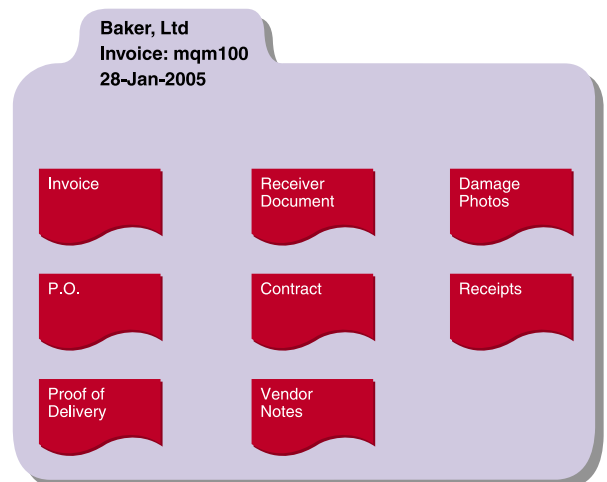 Baker, Ltd
Invoice: mqm100
28-Jan-2005
Invoice
Receiver
Document
Damage
Photos
P.O.
Contract
Receipts
Proof of
Delivery
Vendor
Notes